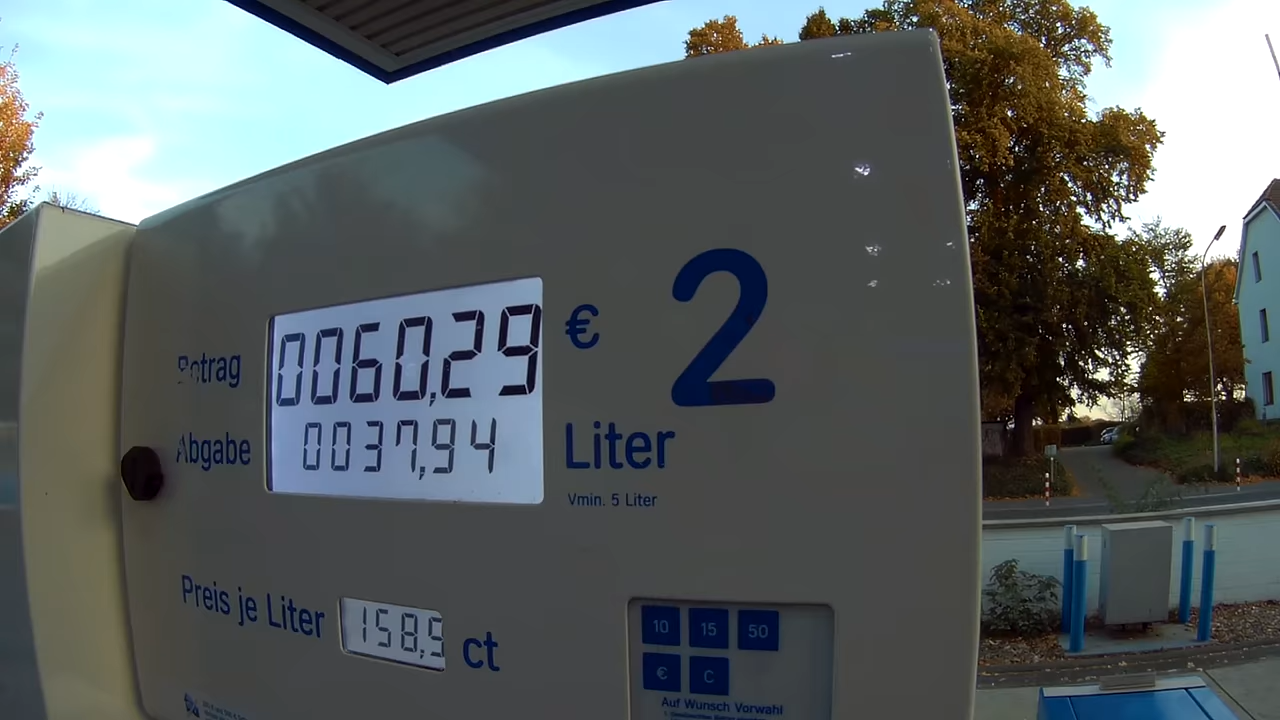 Betrag 0060,29 €
2
Abgabe 0037,94 Liter
Vmin. 5 Liter
Preis je Liter 158,9 ct
10 15 50
€ C
Auf Wunsch Vorwahl